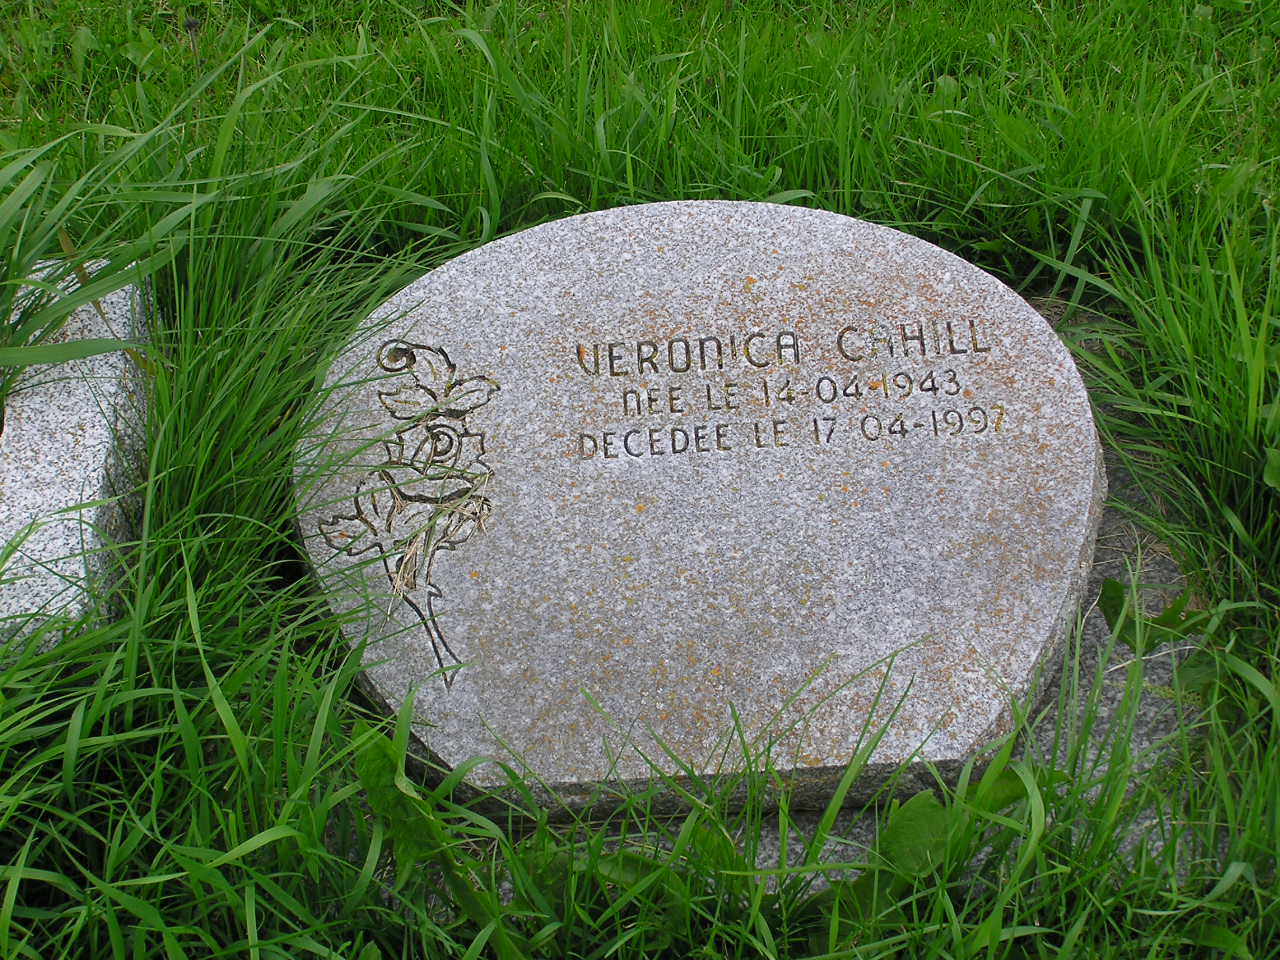 VERONICA CAHILL
NEE LE 14-04-1943
DECEDEE LE 17 04-1997